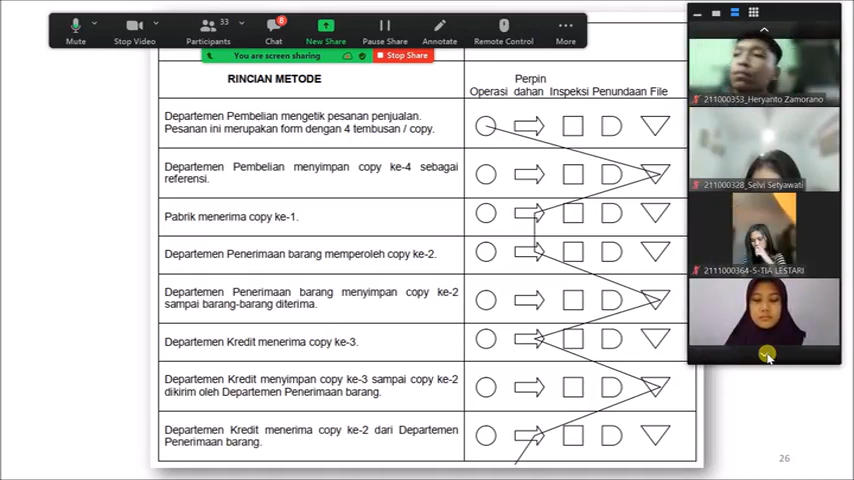 Mute
Stop Video
33
Participants
8
Chat
New Share
Pause Share
Annotate
Remote Control
More
You are screen sharing
Stop Share
RINCIAN METODE
Operasi
Perpin
dahan
Inspeksi
Penundaan
File
Departemen Pembelian mengetik pesanan penjualan.
Pesanan ini merupakan form dengan 4 tembusan / copy.
Departemen Pembelian menyimpan copy ke-4 sebagai
referensi.
Pabrik menerima copy ke-1.
Departemen Penerimaan barang memperoleh copy ke-2.
Departemen Penerimaan barang menyimpan copy ke-2
sampai barang-barang diterima.
Departemen Kredit menerima copy ke-3.
Departemen Kredit menyimpan copy ke-3 sampai copy ke-2
dikirim oleh Departemen Penerimaan barang.
Departemen Kredit menerima copy ke-2 dari Departemen
Penerimaan barang.
211000353_Heryanto Zamorano
211000328_Selvi Setyawati
2111000364-S-TIA LESTARI
26